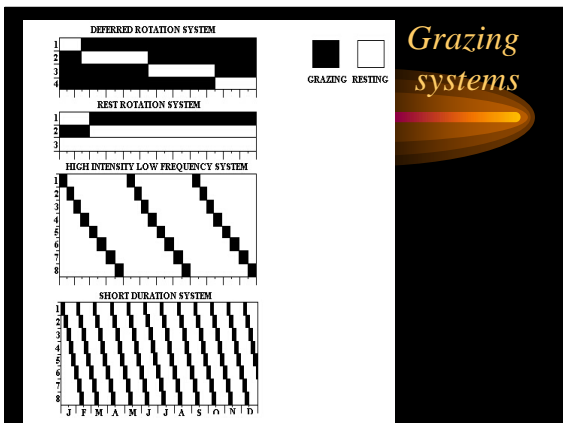 Grazing
systems
DEFERRED ROTATION SYSTEM
1
2
3
4
GRAZING RESTING
REST ROTATION SYSTEM
1
2
3
HIGH INTENSITY LOW FREQUENCY SYSTEM
1
2
3
4
5
6
7
8
SHORT DURATION SYSTEM
1
2
3
4
5
6
7
8
J F M A M J J A S O N D